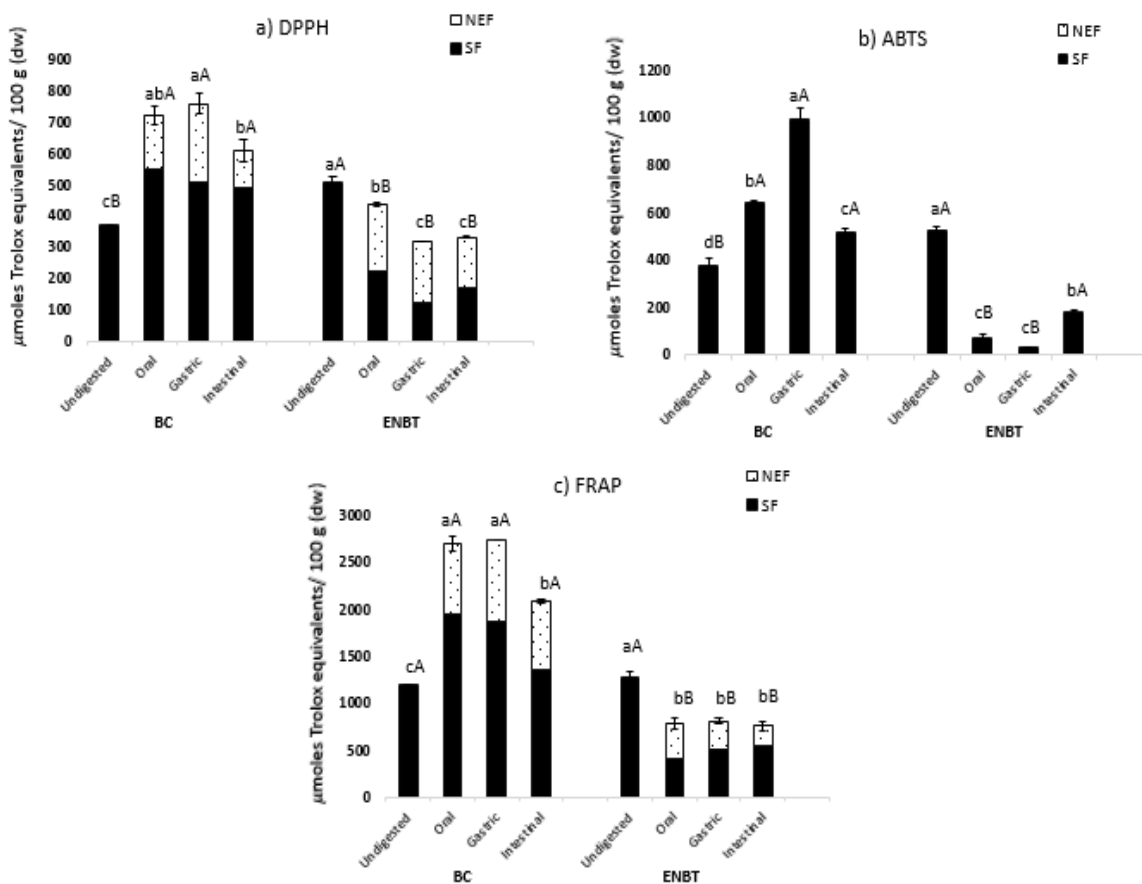 a) DPPH
NEF
SF
μmoles Trolox equivalents/ 100 g (dw)
900
800
700
600
500
400
300
200
100
0
cB
abA
aA
bA
aA
bB
cB
cB
Undigested
Oral
Gastric
Intestinal
Undigested
Oral
Gastric
Intestinal
BC
ENBT
b) ABTS
NEF
SF
μmoles Trolox equivalents/ 100 g (dw)
1200
1000
800
600
400
200
0
dB
bA
aA
cA
aA
cB
cB
bA
Undigested
Oral
Gastric
Intestinal
Undigested
Oral
Gastric
Intestinal
BC
ENBT
c) FRAP
NEF
SF
μmoles Trolox equivalents/ 100 g (dw)
3000
2500
2000
1500
1000
500
0
cA
aA
aA
bA
aA
bB
bB
bB
Undigested
Oral
Gastric
Intestinal
Undigested
Oral
Gastric
Intestinal
BC
ENBT